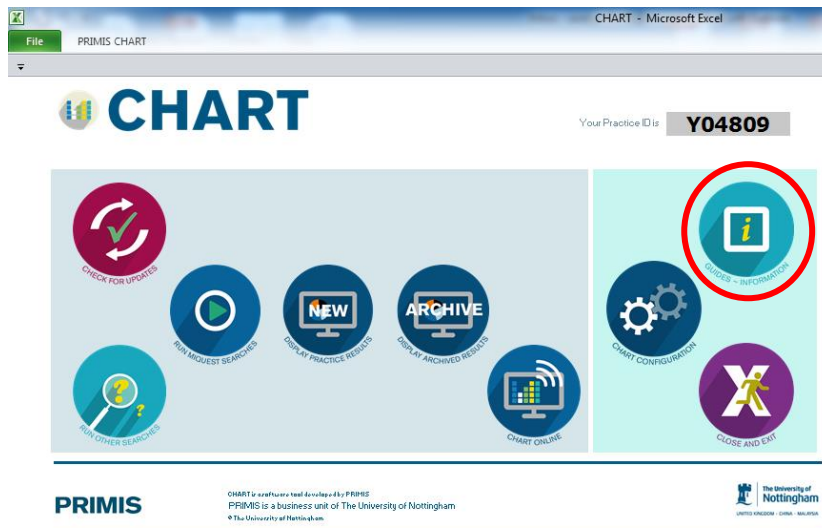 CHART - Microsoft Excel
File PRIMIS CHART
CHART
Your Practice ID is Y04809
CHECK FOR UPDATES
i
GUIDES ~ INFORMATION
RUN MIQUEST SEARCHES
NEW
DISPLAY PRACTICE RESULTS
ARCHIVE
DISPLAY ARCHIVED RESULTS
CHART CONFIGURATION
? ?
RUN OTHER SEARCHES
CHART ONLINE
X
CLOSE AND EXIT
PRIMIS
CHART is a software tool developed by PRIMIS
PRIMIS is a business unit of The University of Nottingham
© The University of Nottingham
The University of
Nottingham
UNITED KINGDOM · CHINA · MALAYSIA